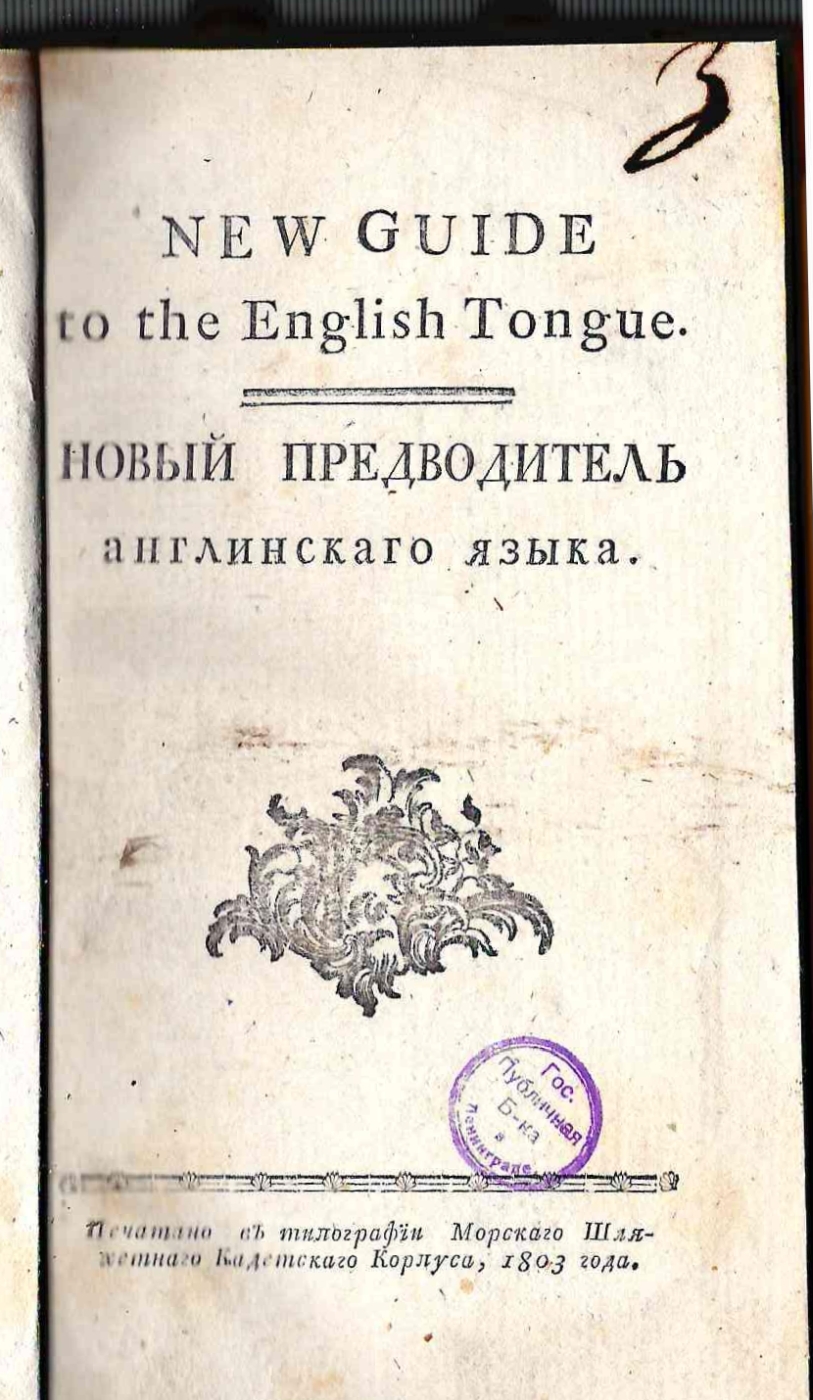 3
NEW GUIDE
to the English Tongue.
НОВЫЙ ПРЕДВОДИТЕЛЬ
англинскаго языка.
Гос.
Публичная
Б-ка
в
Ленинграде
Печатано въ типографїи Морскаго Шля-
хетнаго Кадетскаго Корпуса, 1803 года.